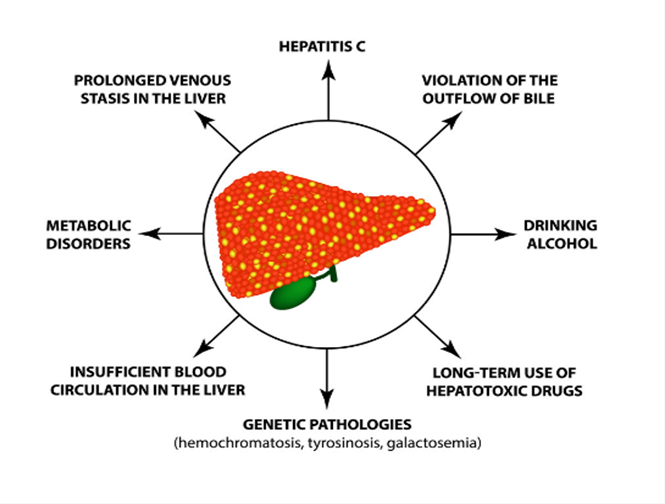 HEPATITIS C
PROLONGED VENOUS
STASIS IN THE LIVER
VIOLATION OF THE
OUTFLOW OF BILE
METABOLIC
DISORDERS
DRINKING
ALCOHOL
INSUFFICIENT BLOOD
CIRCULATION IN THE LIVER
LONG-TERM USE OF
HEPATOTOXIC DRUGS
GENETIC PATHOLOGIES
(hemochromatosis, tyrosinosis, galactosemia)